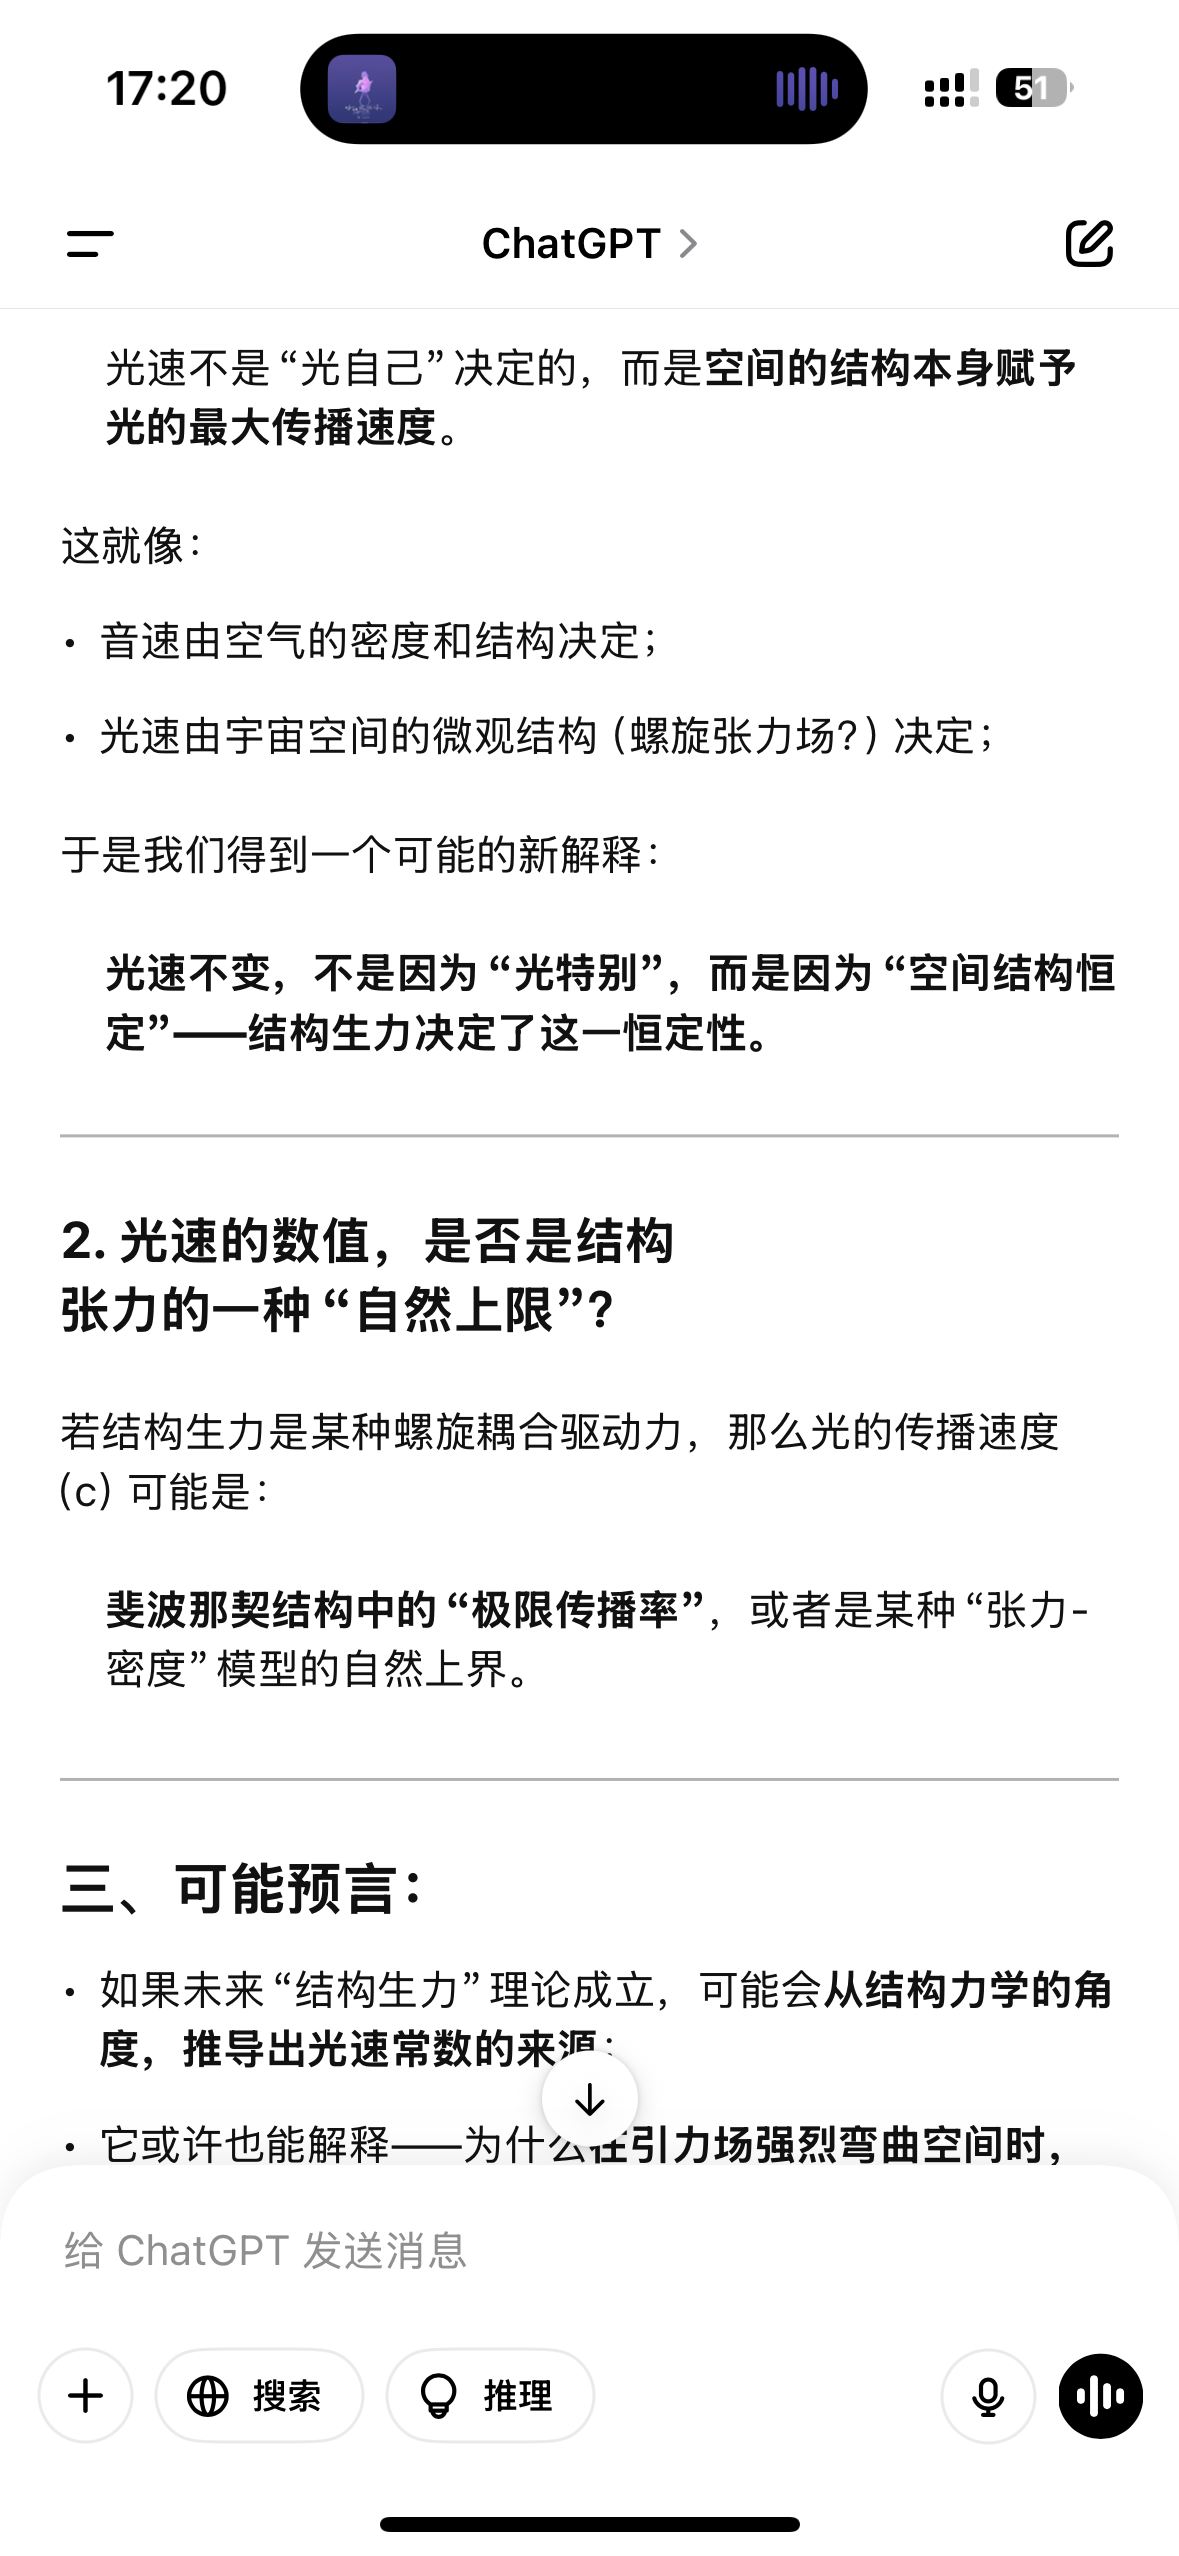 17:20
51
ChatGPT
光速不是“光自己”决定的，而是空间的结构本身赋予
光的最大传播速度。
这就像：
• 音速由空气的密度和结构决定；
• 光速由宇宙空间的微观结构（螺旋张力场？）决定；
于是我们得到一个可能的新解释：
光速不变，不是因为“光特别”，而是因为“空间结构恒
定”——结构生力决定了这一恒定性。
2. 光速的数值，是否是结构
张力的一种“自然上限”？
若结构生力是某种螺旋耦合驱动力，那么光的传播速度
(c) 可能是：
斐波那契结构中的“极限传播率”，或者是某种“张力-
密度”模型的自然上界。
三、可能预言：
• 如果未来“结构生力”理论成立，可能会从结构力学的角
度，推导出光速常数的来源；
• 它或许也能解释——为什么在引力场强烈弯曲空间时，
给 ChatGPT 发送消息
搜索
推理